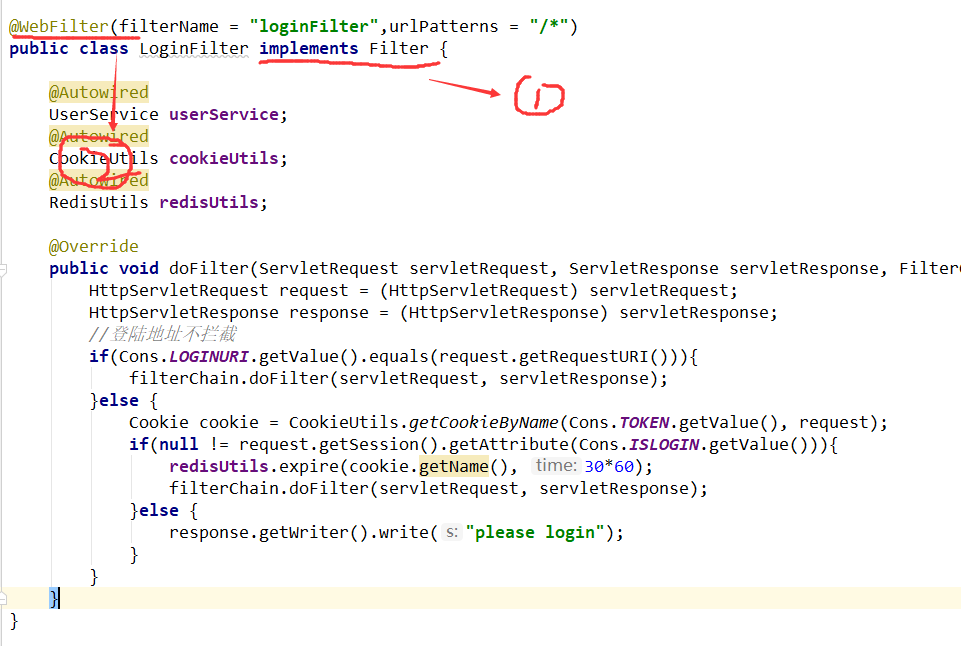 @WebFilter(filterName = "loginFilter",urlPatterns = "/*")
public class LoginFilter implements Filter {
1
@Autowired
UserService userService;
@Autowired
CookieUtils cookieUtils;
2
@Autowired
RedisUtils redisUtils;
@Override
public void doFilter(ServletRequest servletRequest, ServletResponse servletResponse, Filter
HttpServletRequest request = (HttpServletRequest) servletRequest;
HttpServletResponse response = (HttpServletResponse) servletResponse;
//登陆地址不拦截
if(Cons.LOGINURI.getValue().equals(request.getRequestURI())){
filterChain.doFilter(servletRequest, servletResponse);
}else {
Cookie cookie = CookieUtils.getCookieByName(Cons.TOKEN.getValue(), request);
if(null != request.getSession().getAttribute(Cons.ISLOGIN.getValue())){
redisUtils.expire(cookie.getName(), time: 30*60);
filterChain.doFilter(servletRequest, servletResponse);
}else {
response.getWriter().write( s: "please login");
}
}
}
}